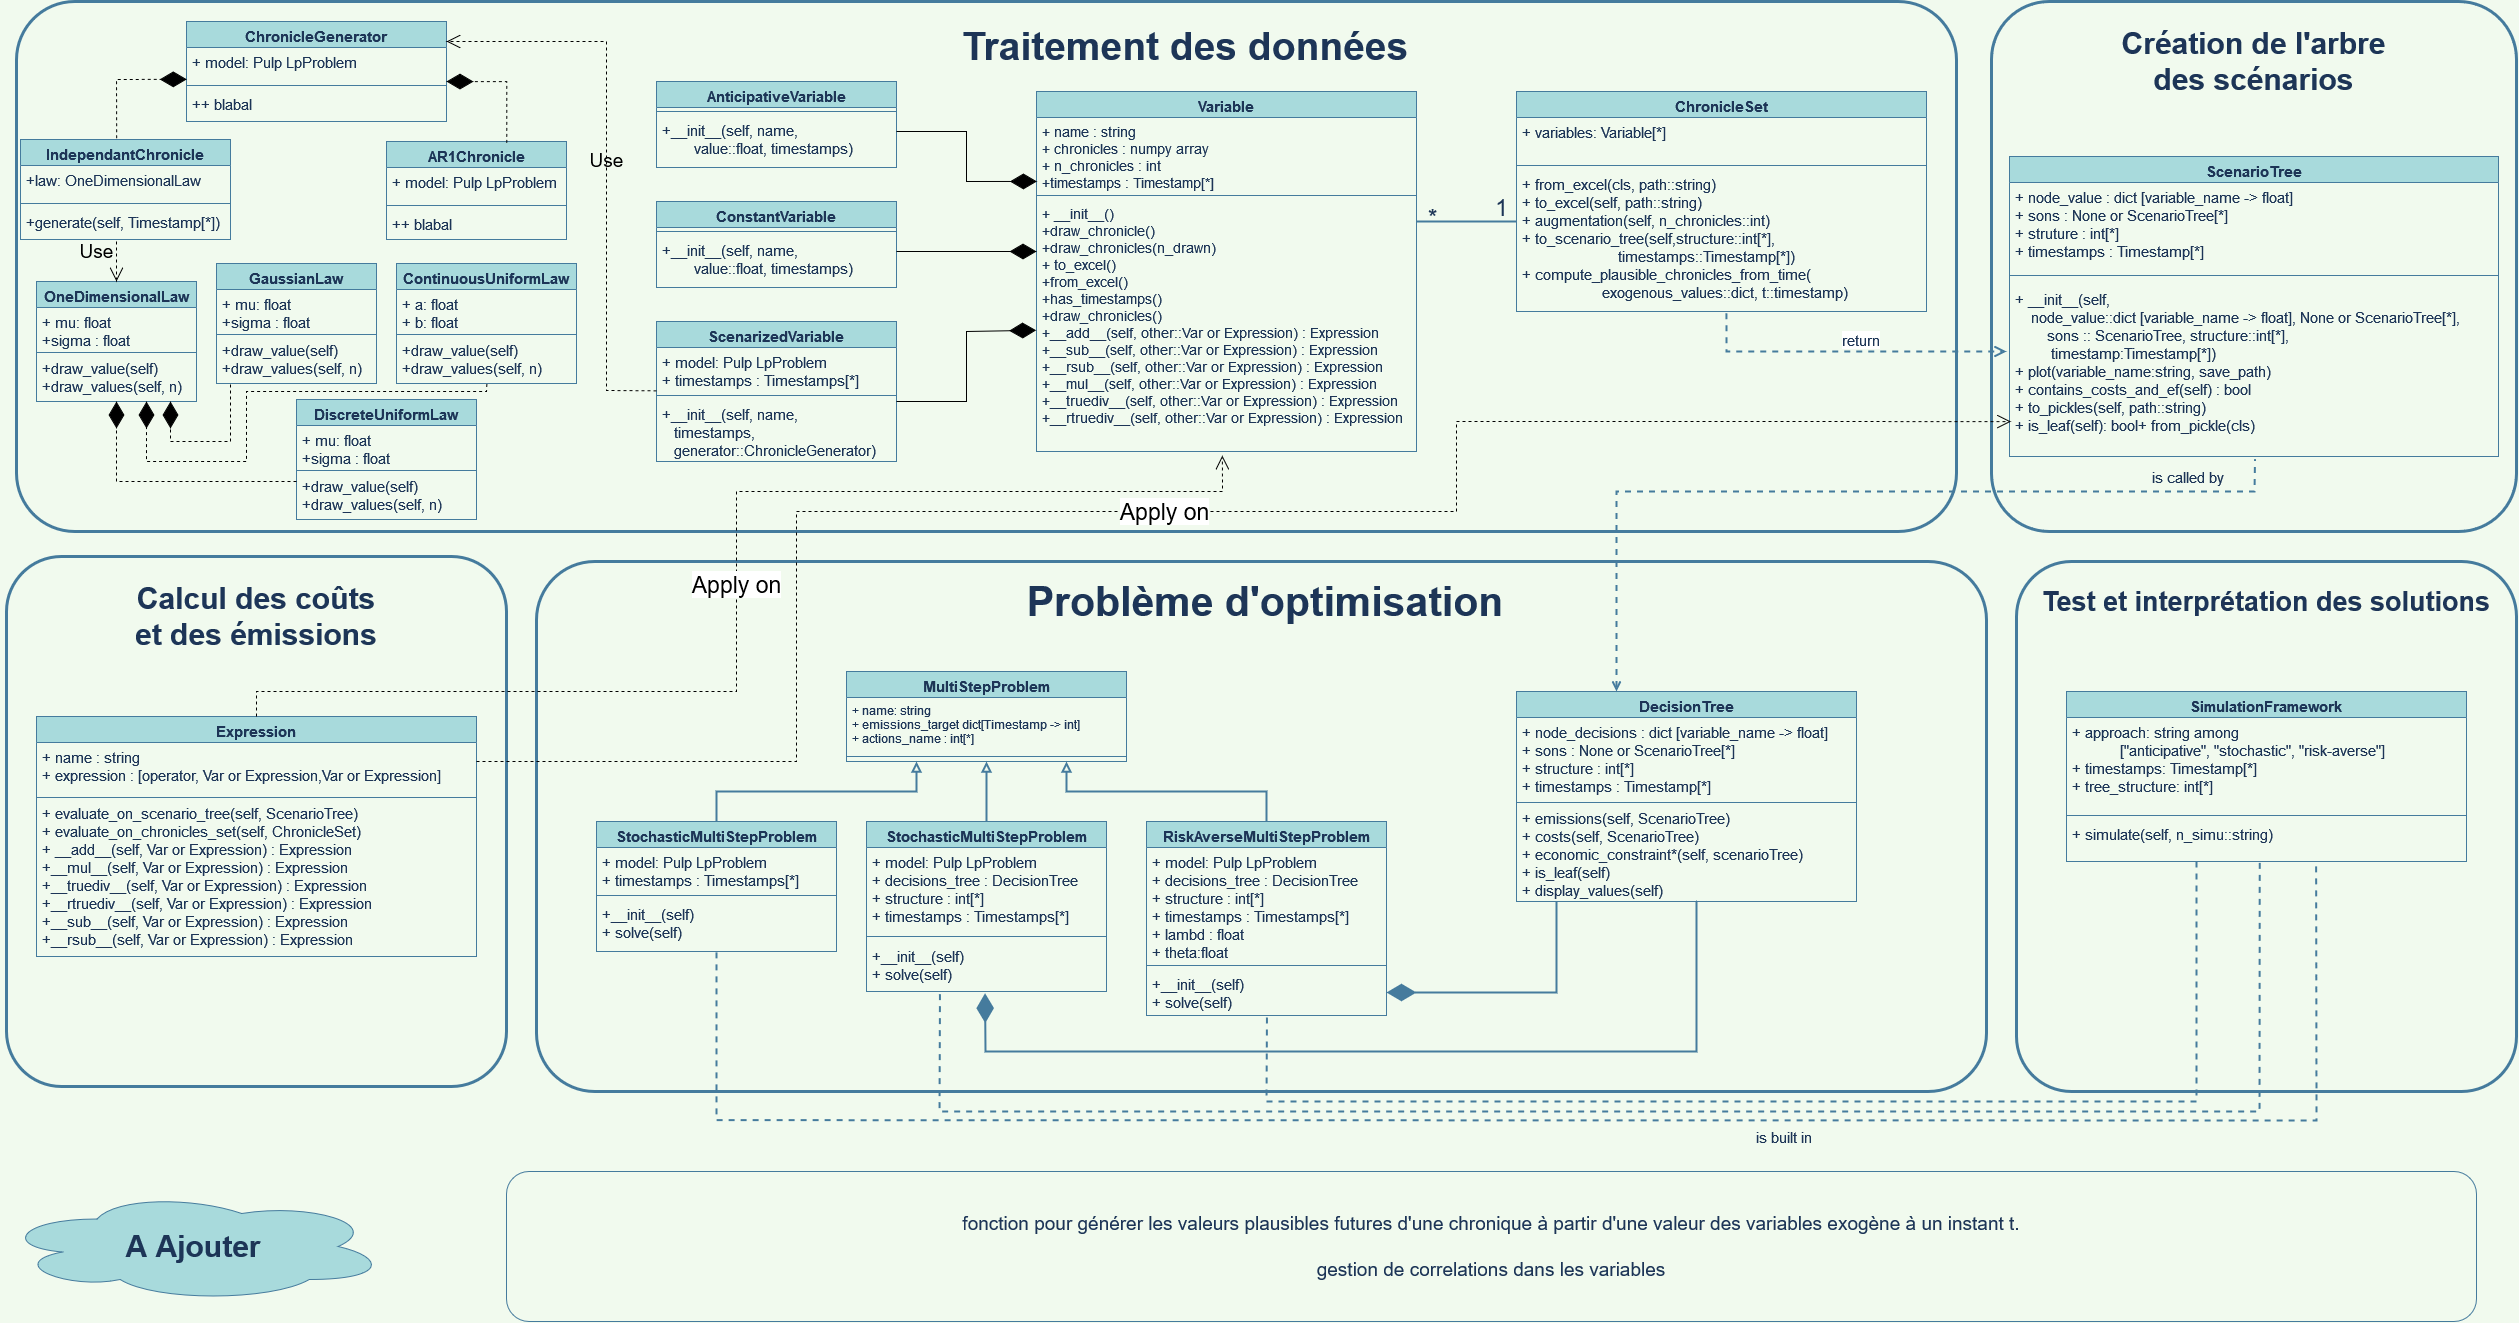 Traitement des données
ChronicleGenerator
+ model: Pulp LpProblem
++ blabal
IndependantChronicle
+law: OneDimensionalLaw
+generate(self, Timestamp[*])
AR1Chronicle
+ model: Pulp LpProblem
++ blabal
Use
Use
OneDimensionalLaw
+ mu: float
+sigma : float
+draw_value(self)
+draw_values(self, n)
GaussianLaw
+ mu: float
+sigma : float
+draw_value(self)
+draw_values(self, n)
ContinuousUniformLaw
+ a: float
+ b: float
+draw_value(self)
+draw_values(self, n)
DiscreteUniformLaw
+ mu: float
+sigma : float
+draw_value(self)
+draw_values(self, n)
AnticipativeVariable
+__init__(self, name,
value::float, timestamps)
ConstantVariable
+__init__(self, name,
value::float, timestamps)
ScenarizedVariable
+ model: Pulp LpProblem
+ timestamps : Timestamps[*]
+__init__(self, name,
timestamps,
generator::ChronicleGenerator)
Variable
+ name : string
+ chronicles : numpy array
+ n_chronicles : int
+timestamps : Timestamp[*]
+ __init__()
+draw_chronicle()
+draw_chronicles(n_drawn)
+ to_excel()
+from_excel()
+has_timestamps()
+draw_chronicles()
+__add__(self, other::Var or Expression) : Expression
+__sub__(self, other::Var or Expression) : Expression
+__rsub__(self, other::Var or Expression) : Expression
+__mul__(self, other::Var or Expression) : Expression
+__truediv__(self, other::Var or Expression) : Expression
+__rtruediv__(self, other::Var or Expression) : Expression
* 1
ChronicleSet
+ variables: Variable[*]
+ from_excel(cls, path::string)
+ to_excel(self, path::string)
+ augmentation(self, n_chronicles::int)
+ to_scenario_tree(self,structure::int[*],
timestamps::Timestamp[*])
+ compute_plausible_chronicles_from_time(
exogenous_values::dict, t::timestamp)
return
Apply on
Apply on
Création de l'arbre
des scénarios
ScenarioTree
+ node_value : dict [variable_name -> float]
+ sons : None or ScenarioTree[*]
+ struture : int[*]
+ timestamps : Timestamp[*]
+ __init__(self,
node_value::dict [variable_name -> float], None or ScenarioTree[*],
sons :: ScenarioTree, structure::int[*],
timestamp:Timestamp[*])
+ plot(variable_name:string, save_path)
+ contains_costs_and_ef(self) : bool
+ to_pickles(self, path::string)
+ is_leaf(self): bool+ from_pickle(cls)
is called by
Calcul des coûts
et des émissions
Expression
+ name : string
+ expression : [operator, Var or Expression,Var or Expression]
+ evaluate_on_scenario_tree(self, ScenarioTree)
+ evaluate_on_chronicles_set(self, ChronicleSet)
+ __add__(self, Var or Expression) : Expression
+__mul__(self, Var or Expression) : Expression
+__truediv__(self, Var or Expression) : Expression
+__rtruediv__(self, Var or Expression) : Expression
+__sub__(self, Var or Expression) : Expression
+__rsub__(self, Var or Expression) : Expression
Problème d'optimisation
MultiStepProblem
+ name: string
+ emissions_target dict[Timestamp -> int]
+ actions_name : int[*]
StochasticMultiStepProblem
+ model: Pulp LpProblem
+ timestamps : Timestamps[*]
+__init__(self)
+ solve(self)
StochasticMultiStepProblem
+ model: Pulp LpProblem
+ decisions_tree : DecisionTree
+ structure : int[*]
+ timestamps : Timestamps[*]
+__init__(self)
+ solve(self)
RiskAverseMultiStepProblem
+ model: Pulp LpProblem
+ decisions_tree : DecisionTree
+ structure : int[*]
+ timestamps : Timestamps[*]
+ lambd : float
+ theta:float
+__init__(self)
+ solve(self)
DecisionTree
+ node_decisions : dict [variable_name -> float]
+ sons : None or ScenarioTree[*]
+ structure : int[*]
+ timestamps : Timestamp[*]
+ emissions(self, ScenarioTree)
+ costs(self, ScenarioTree)
+ economic_constraint*(self, scenarioTree)
+ is_leaf(self)
+ display_values(self)
Test et interprétation des solutions
SimulationFramework
+ approach: string among
["anticipative", "stochastic", "risk-averse"]
+ timestamps: Timestamp[*]
+ tree_structure: int[*]
+ simulate(self, n_simu::string)
is built in
A Ajouter
fonction pour générer les valeurs plausibles futures d'une chronique à partir d'une valeur des variables exogène à un instant t.
gestion de correlations dans les variables